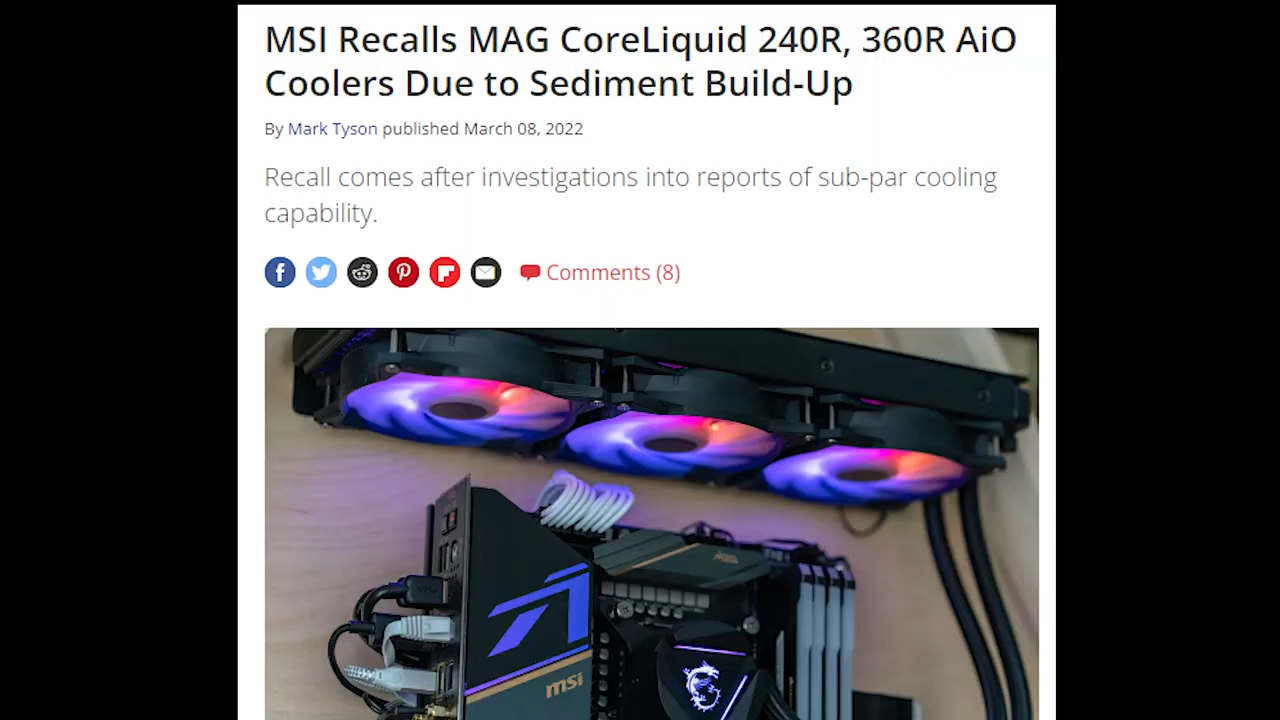 MSI Recalls MAG CoreLiquid 240R, 360R AiO
Coolers Due to Sediment Build-Up
By Mark Tyson published March 08, 2022
Recall comes after investigations into reports of sub-par cooling
capability.
Comments (8)
msi